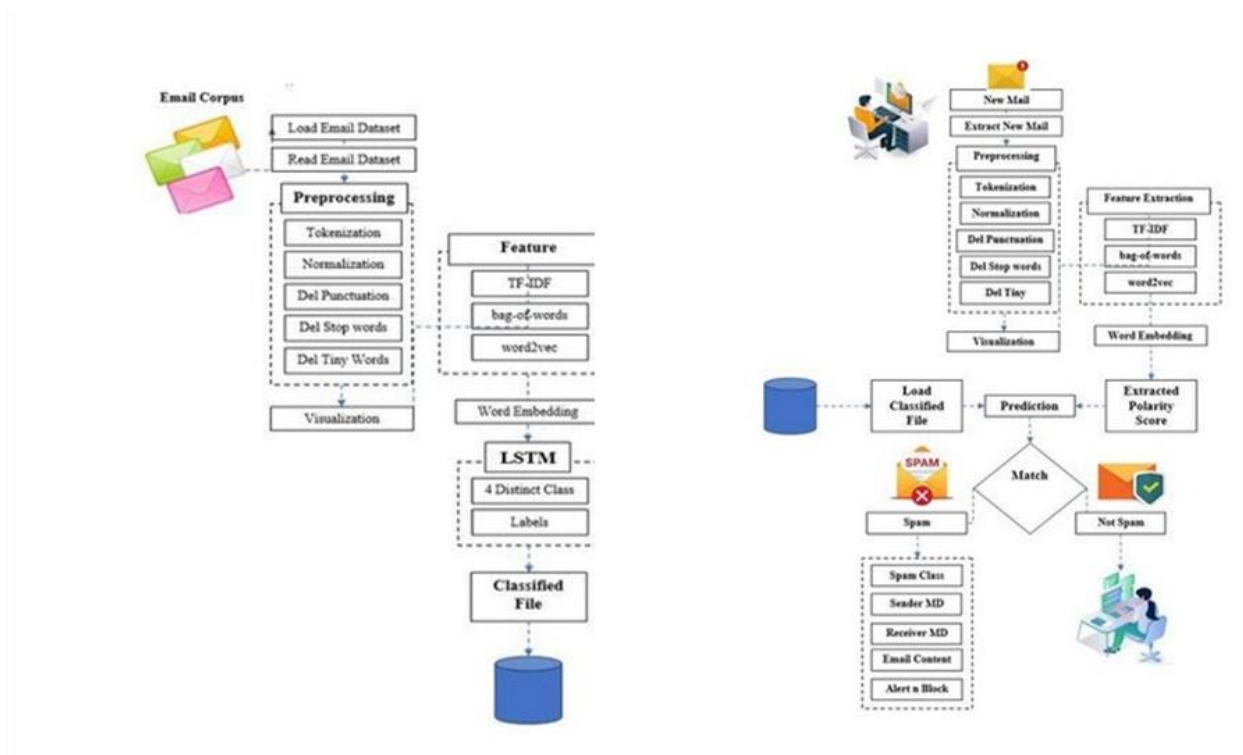 Email Corpus
Load Email Dataset
Read Email Dataset
Preprocessing
Tokenization
Normalization
Del Punctuation
Del Stop words
Del Tiny Words
Visualization
Feature
TF-IDF
bag-of-words
word2vec
Word Embedding
LSTM
4 Distinct Class
Labels
Classified
File
New Mail
Extract New Mail
Preprocessing
Tokenization
Normalization
Del Punctuation
Del Stop words
Del Tiny
Visualization
Feature Extraction
TF-IDF
bag-of-words
word2vec
Word Embedding
Load
Classified
File
Prediction
Extracted
Polarity
Score
SPAM
Match
Spam
Not Spam
Spam Class
Sender MD
Receiver MD
Email Content
Alert n Block